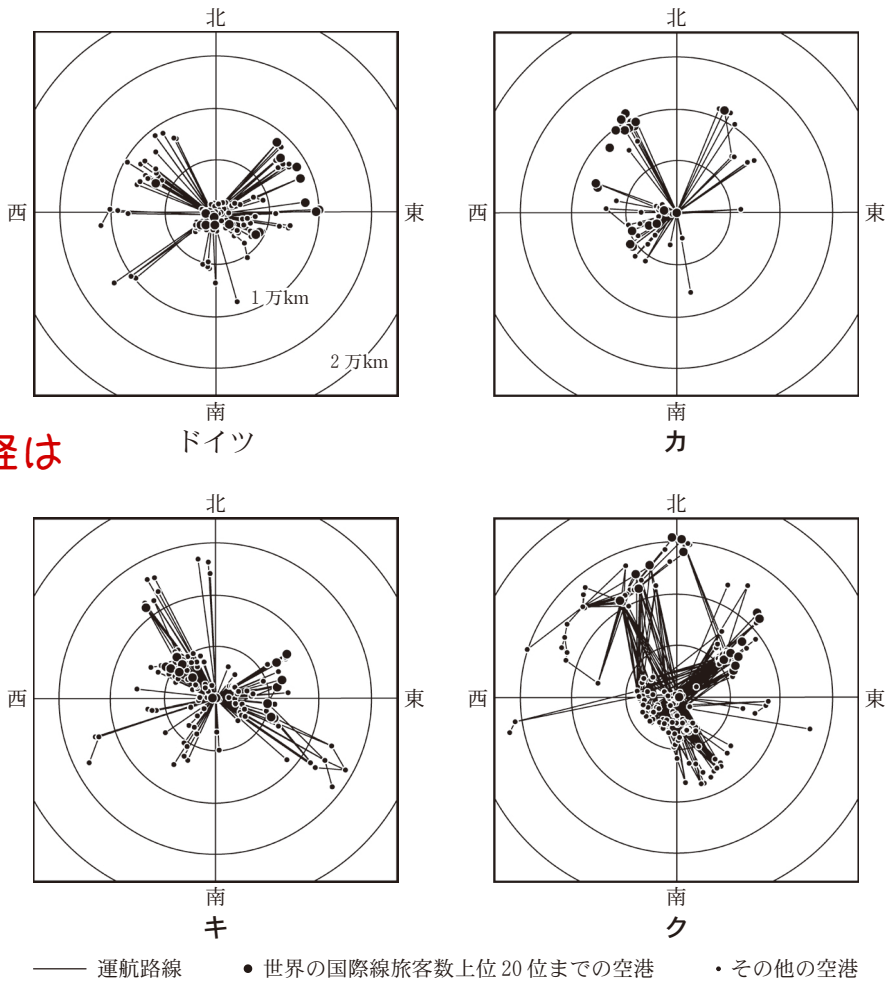 北
北
西
東
西
東
1万km
2万km
南
南
ドイツ
カ
径は
北
北
西
東
西
東
南
南
キ
ク
運航路線
世界の国際線旅客数上位20位までの空港
その他の空港